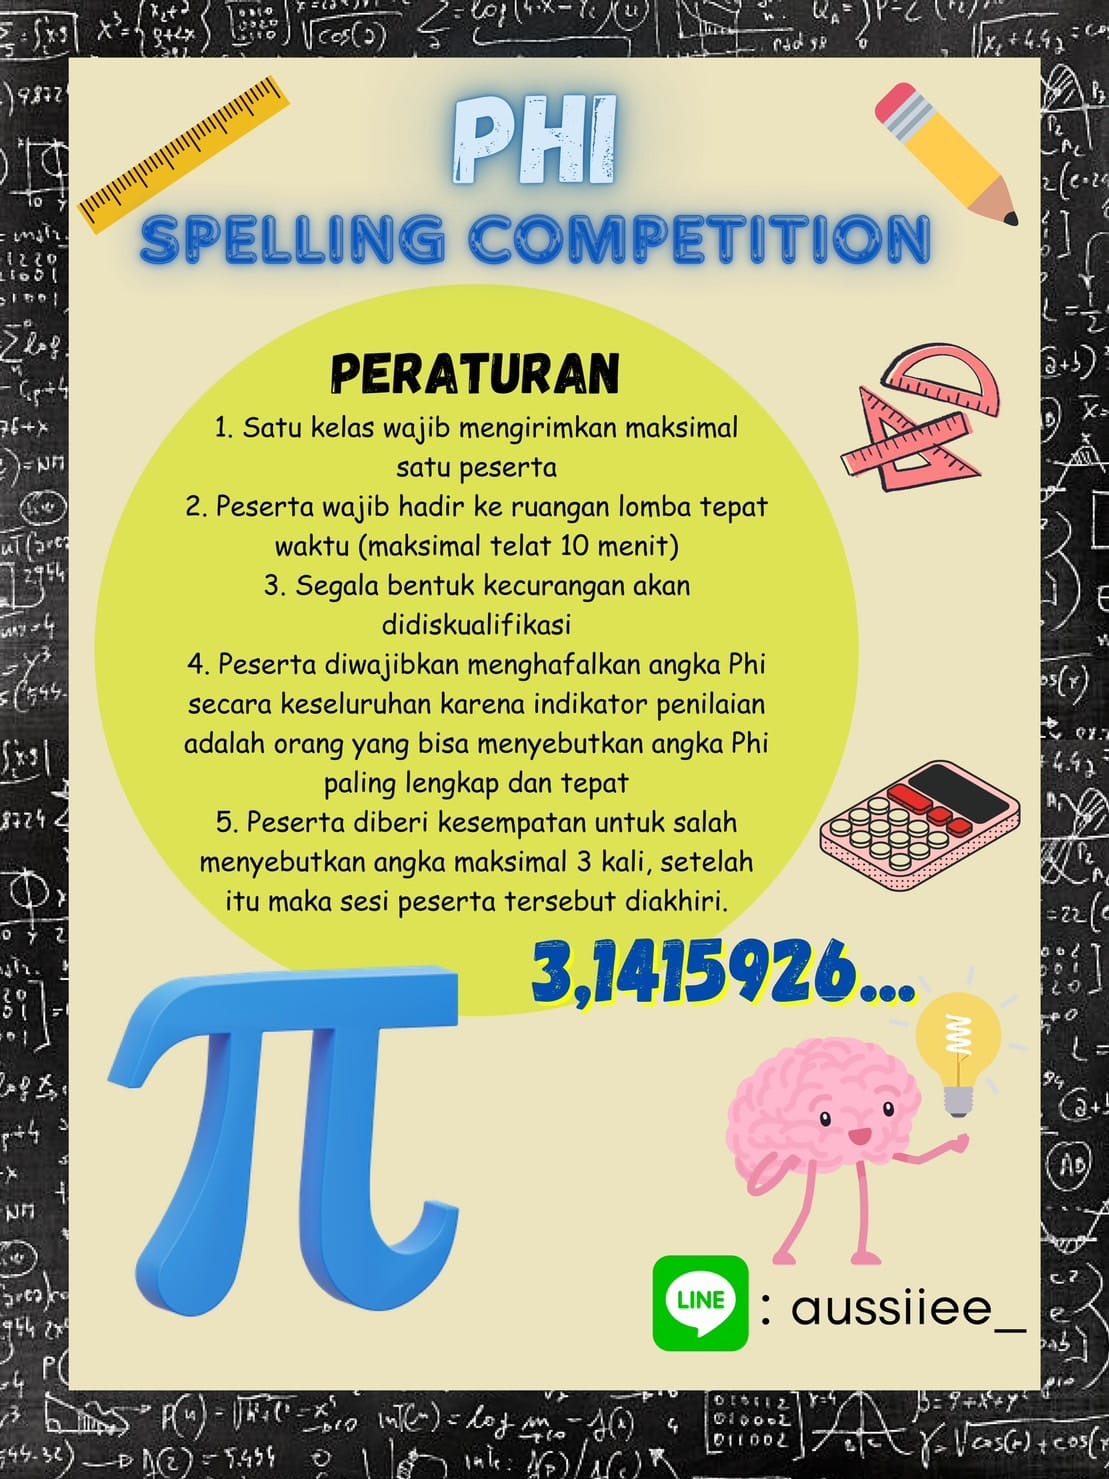 PHI
SPELLING COMPETITION
PERATURAN
1. Satu kelas wajib mengirimkan maksimal
satu peserta
2. Peserta wajib hadir ke ruangan lomba tepat
waktu (maksimal telat 10 menit)
3. Segala bentuk kecurangan akan
didiskualifikasi
4. Peserta diwajibkan menghafalkan angka Phi
secara keseluruhan karena indikator penilaian
adalah orang yang bisa menyebutkan angka Phi
paling lengkap dan tepat
5. Peserta diberi kesempatan untuk salah
menyebutkan angka maksimal 3 kali, setelah
itu maka sesi peserta tersebut diakhiri.
3,1415926...
π
LINE : aussiiee_